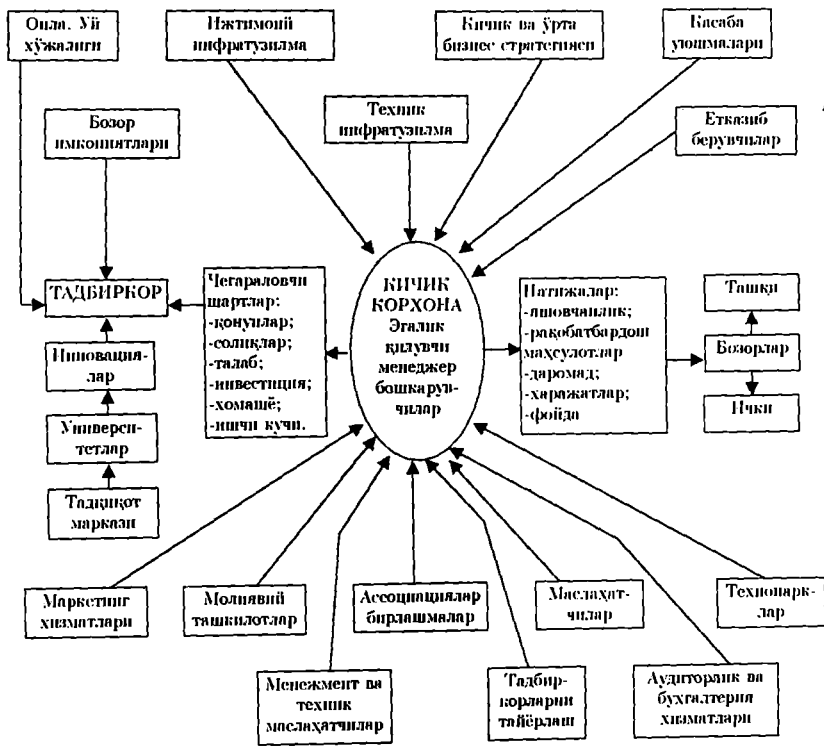 Оила. Уй
хўжалиги
Ижтимоий
инфратузилма
Кичик ва ўрта
бизнес стратегияси
Касаба
уюшмалари
Бозор
имкониятлари
Техник
инфратузилма
Етказиб
берувчилар
ТАДБИРКОР
Чегараловчи
шартлар:
-қонунлар;
-солиқлар;
-талаб;
-инвестиция;
-хомашё;
-ишчи кучи.
КИЧИК
КОРХОНА
Эгалик
қилувчи
менеджер
бошкарув-
чилар
Натижалар:
-яшовчанлик;
-рақобатбардош
маҳсулотлар
-даромад;
-харажатлар;
-фойда
Ташқи
Бозорлар
Ички
Инновация-
лар
Универси-
тетлар
Тадқиқот
маркази
Маркетинг
хизматлари
Молиявий
ташкилотлар
Ассоциациялар
бирлашмалар
Маслаҳат-
чилар
Технопарк-
лар
Менежмент ва
техник
маслаҳатчилар
Тадбир-
корларни
тайёрлаш
Аудиторлик ва
бухгалтерия
хизматлари